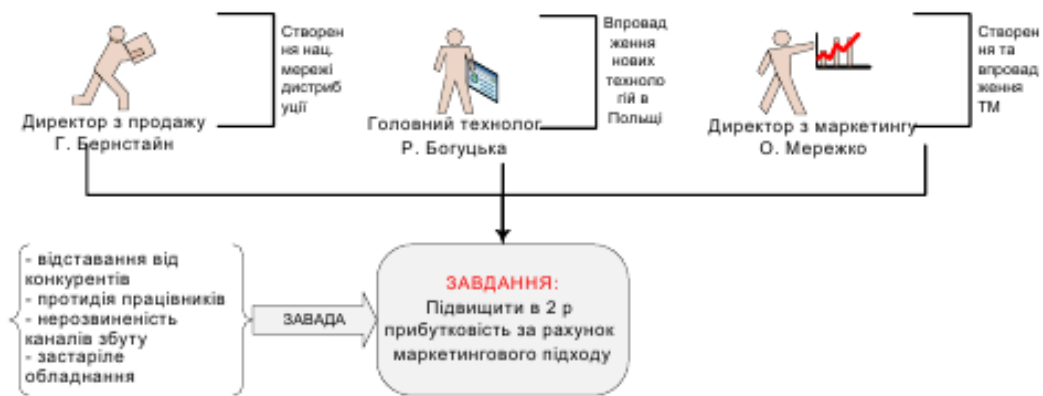 Створен
ня нац.
мережі
дистриб
уції
Директор з продажу
Г. Бернстайн
Впровад
ження
нових
техноло
гій в
Польщі
Головний технолог
Р. Богуцька
Створен
ня та
впровад
ження
ТМ
Директор з маркетингу
О. Мережко
- відставання від
конкурентів
- протидія працівників
- нерозвиненість
каналів збуту
- застаріле
обладнання
ЗАВАДА
ЗАВДАННЯ:
Підвищити в 2 р
прибутковість за рахунок
маркетингового підходу